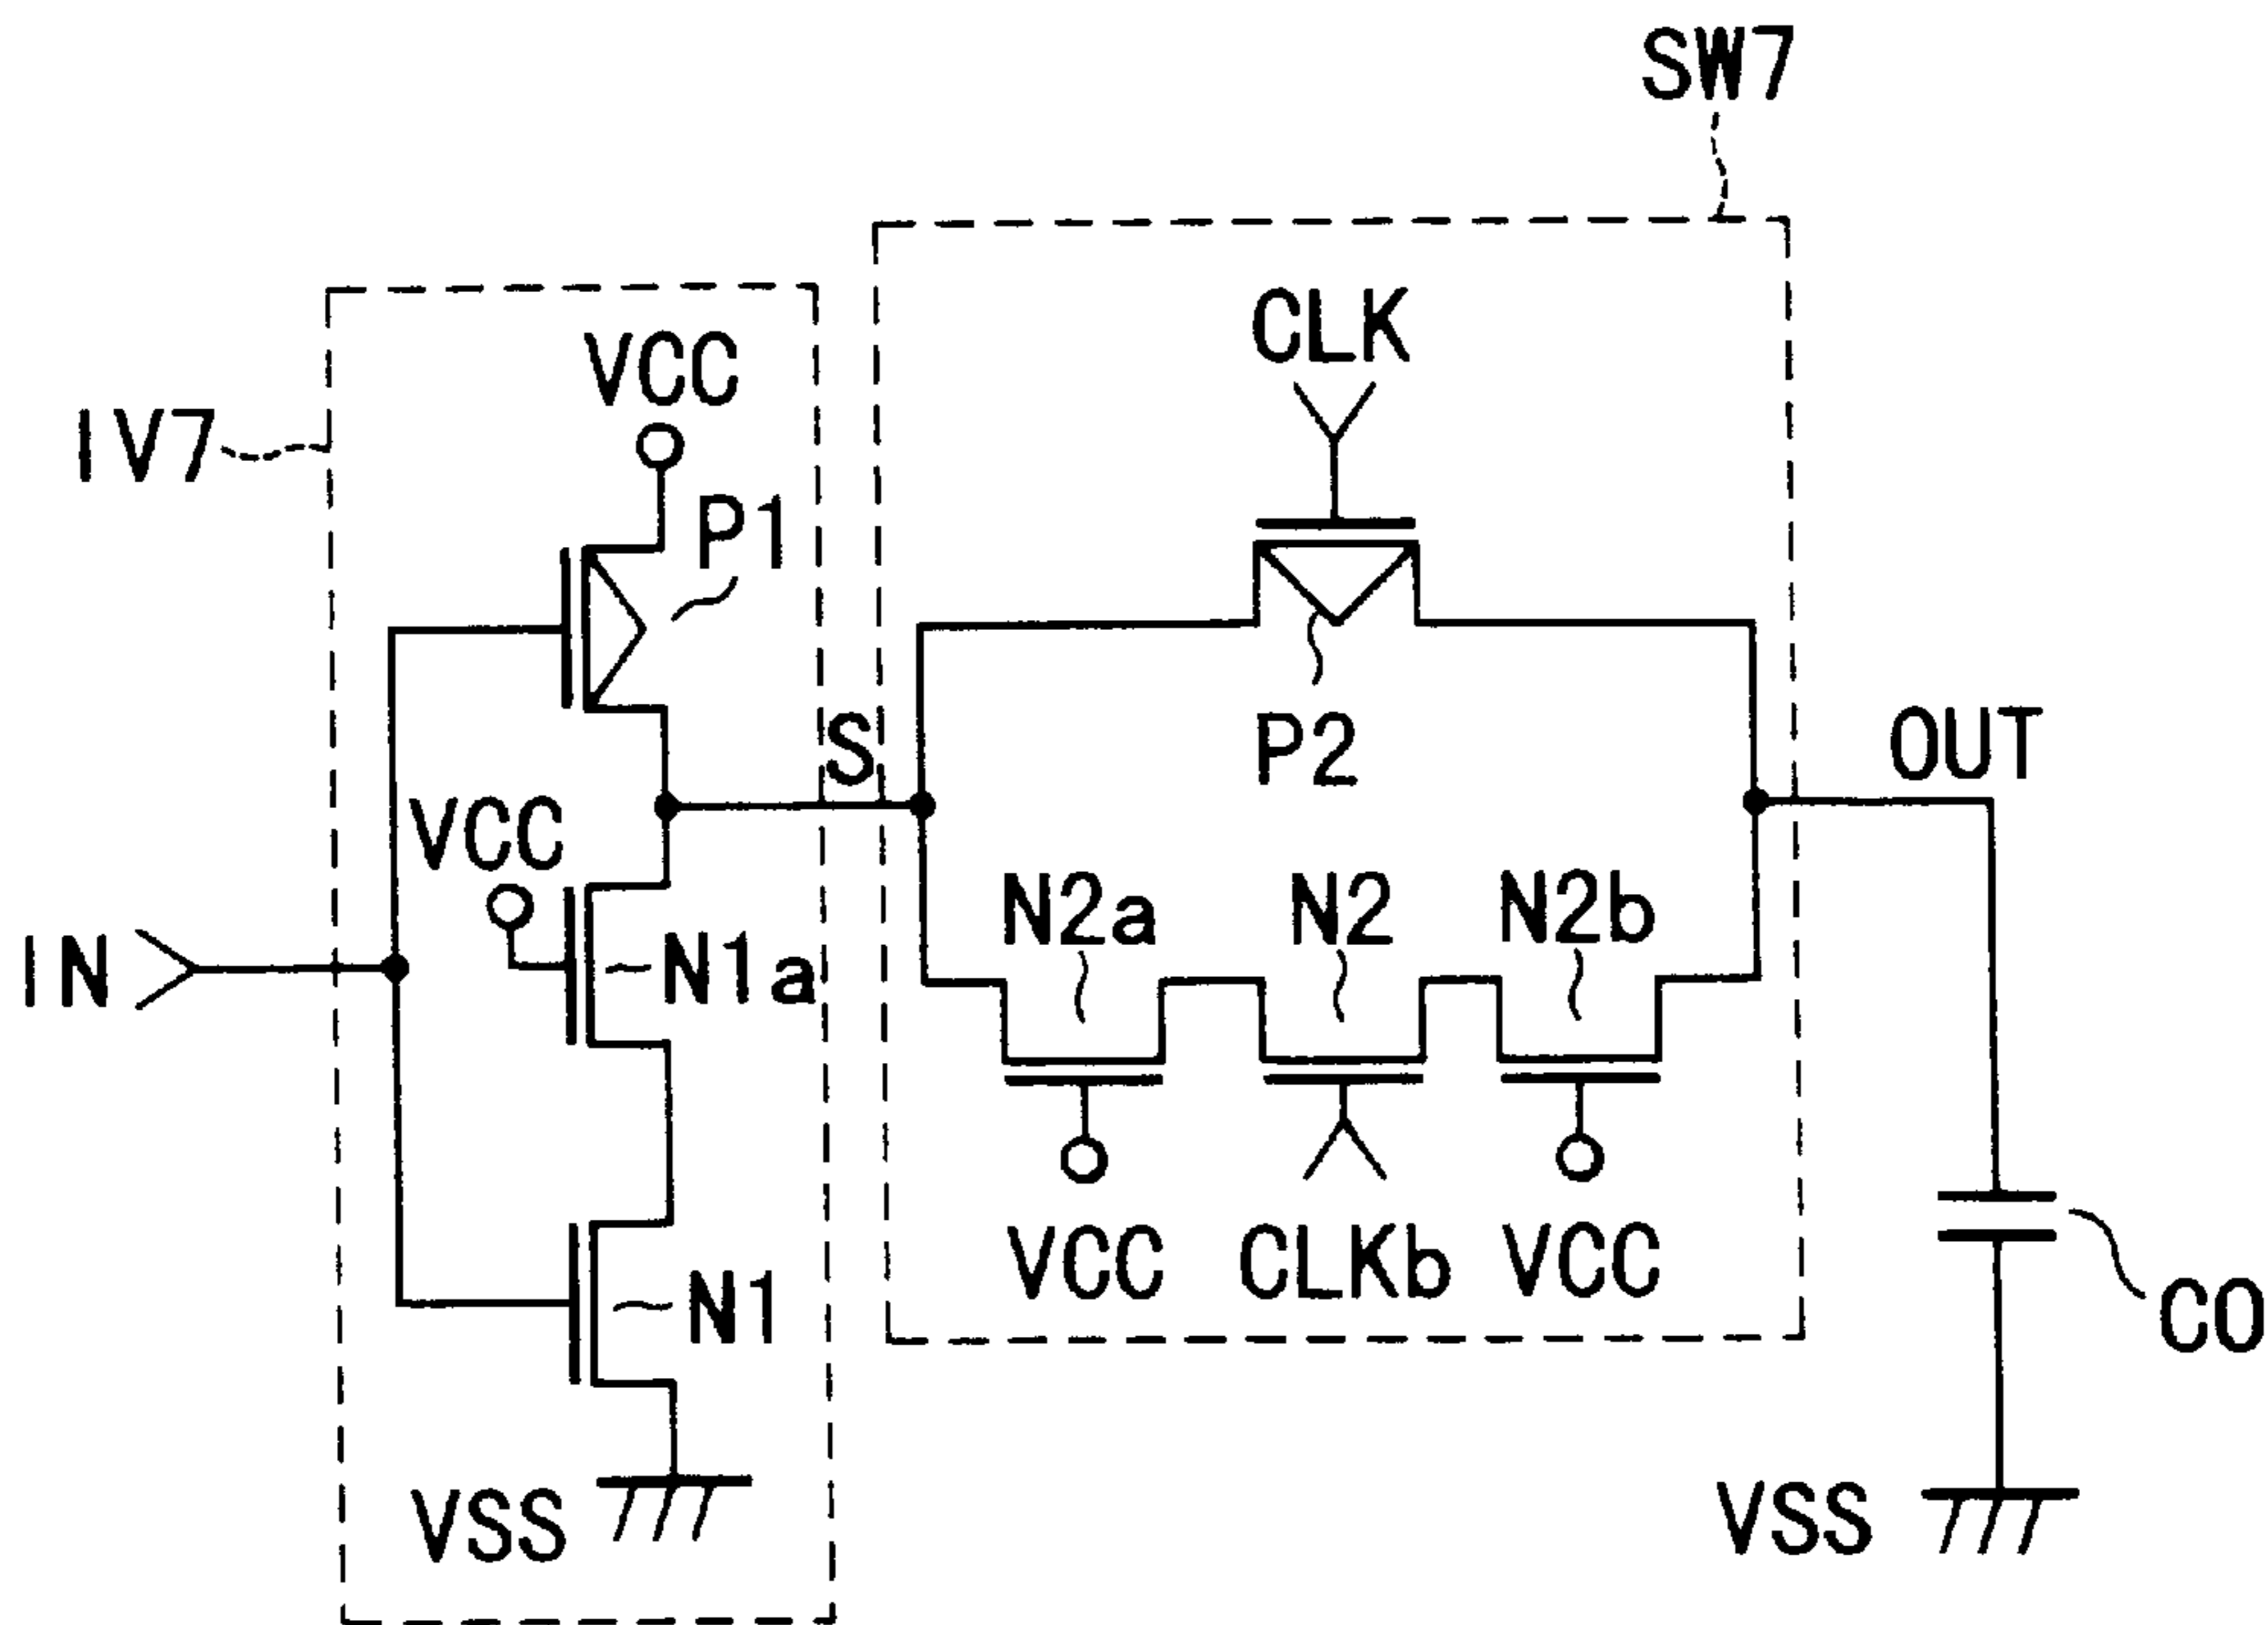 SW7
CLK
VCC
IV7
P1
S
P2
OUT
VCC
N2a N2 N2b
IN
N1a
VCC CLKb VCC
N1
CO
VSS
VSS